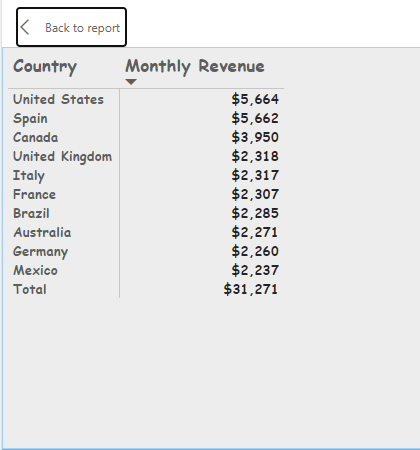 Back to report
Country Monthly Revenue
United States $5,664
Spain $5,662
Canada $3,950
United Kingdom $2,318
Italy $2,317
France $2,307
Brazil $2,285
Australia $2,271
Germany $2,260
Mexico $2,237
Total $31,271